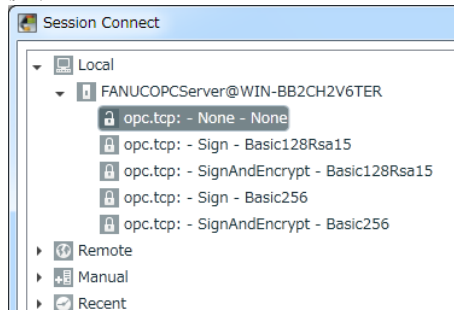 Session Connect
Local
FANUCOPCServer@WIN-BB2CH2V6TER
opc.tcp: - None - None
opc.tcp: - Sign - Basic128Rsa15
opc.tcp: - SignAndEncrypt - Basic128Rsa15
opc.tcp: - Sign - Basic256
opc.tcp: - SignAndEncrypt - Basic256
Remote
Manual
Recent